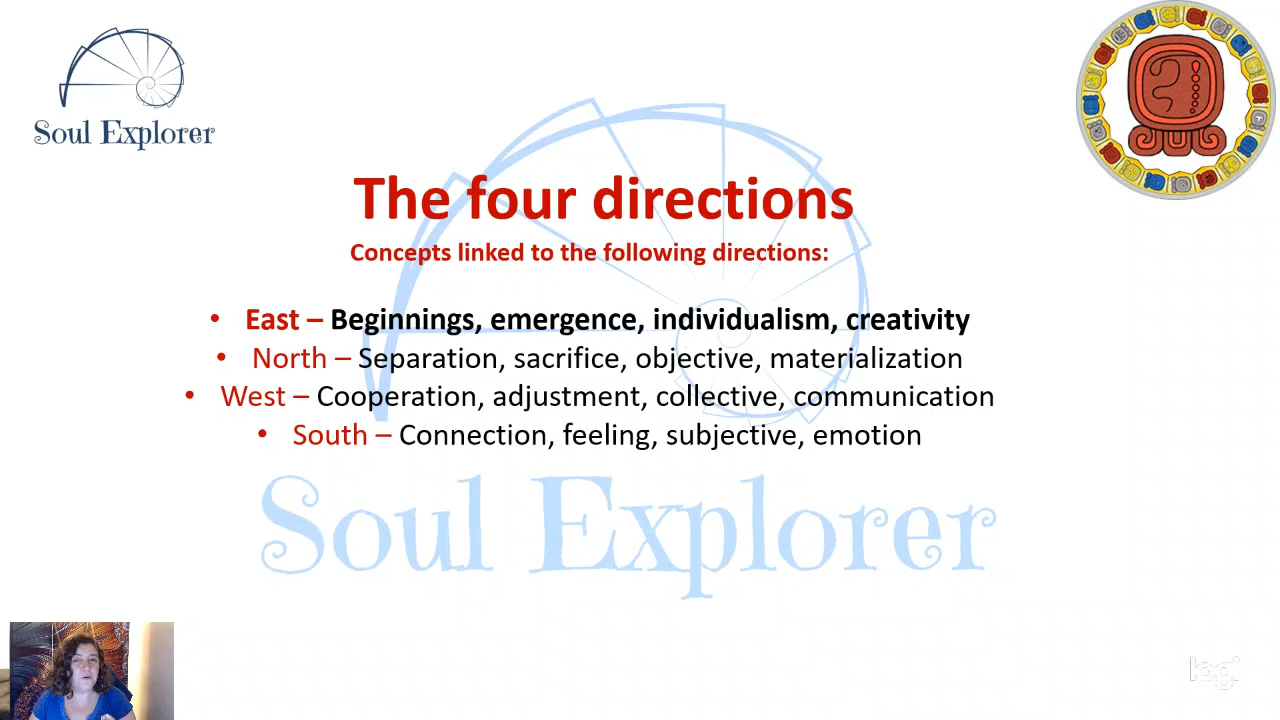 Soul Explorer
The four directions
Concepts linked to the following directions:
• East – Beginnings, emergence, individualism, creativity
• North – Separation, sacrifice, objective, materialization
• West – Cooperation, adjustment, collective, communication
• South – Connection, feeling, subjective, emotion
Soul Explorer